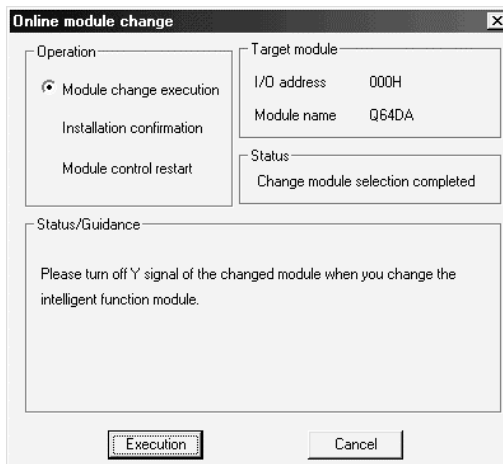 Online module change
Operation
Module change execution
Installation confirmation
Module control restart
Target module
I/O address 000H
Module name Q64DA
Status
Change module selection completed
Status/Guidance
Please turn off Y signal of the changed module when you change the
intelligent function module.
Execution Cancel